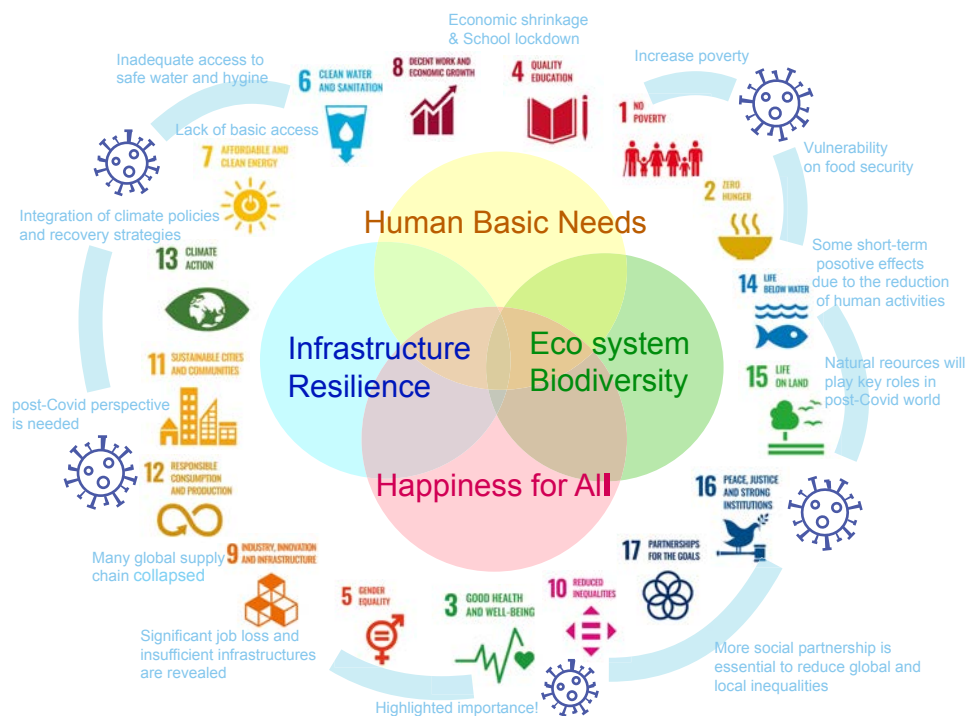 Economic shrinkage
& School lockdown
Inadequate access to
safe water and hygine
6 CLEAN WATER
AND SANITATION
8 DECENT WORK AND
ECONOMIC GROWTH
4 QUALITY
EDUCATION
Increase poverty
1 NO
POVERTY
Lack of basic access
7 AFFORDABLE AND
CLEAN ENERGY
Vulnerability
on food security
2 ZERO
HUNGER
Integration of climate policies
and recovery strategies
Human Basic Needs
Some short-term
posotive effects
due to the reduction
of human activities
13 CLIMATE
ACTION
14 LIFE
BELOW WATER
Infrastructure
Resilience
Eco system
Biodiversity
11 SUSTAINABLE CITIES
AND COMMUNITIES
15 LIFE
ON LAND
Natural reources will
play key roles in
post-Covid world
post-Covid perspective
is needed
12 RESPONSIBLE
CONSUMPTION
AND PRODUCTION
Happiness for All
16 PEACE, JUSTICE
AND STRONG
INSTITUTIONS
Many global supply
chain collapsed
9 INDUSTRY, INNOVATION
AND INFRASTRUCTURE
17 PARTNERSHIPS
FOR THE GOALS
5 GENDER
EQUALITY
3 GOOD HEALTH
AND WELL-BEING
10 REDUCED
INEQUALITIES
Significant job loss and
insufficient infrastructures
are revealed
Highlighted importance!
More social partnership is
essential to reduce global and
local inequalities